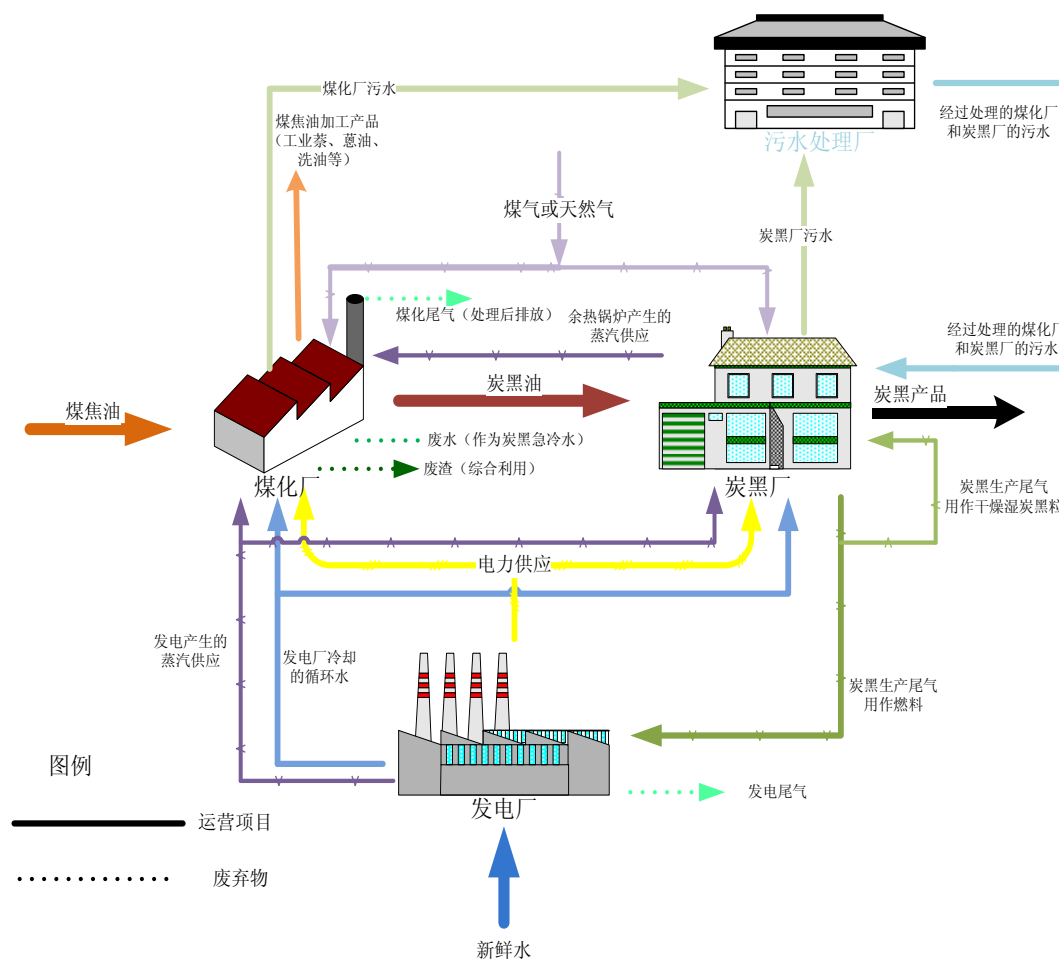 煤化厂污水
煤焦油加工产品
（工业萘、蒽油、
洗油等）
污水处理厂
经过处理的煤化厂
和炭黑厂的污水
煤气或天然气
炭黑厂污水
煤化尾气（处理后排放）
余热锅炉产生的
蒸汽供应
经过处理的煤化厂
和炭黑厂的污水
煤焦油
炭黑油
炭黑产品
废水（作为炭黑急冷水）
废渣（综合利用）
煤化厂
炭黑厂
炭黑生产尾气
用作干燥湿炭黑粒
电力供应
发电产生的
蒸汽供应
发电厂冷却
的循环水
炭黑生产尾气
用作燃料
图例
发电尾气
发电厂
运营项目
废弃物
新鲜水